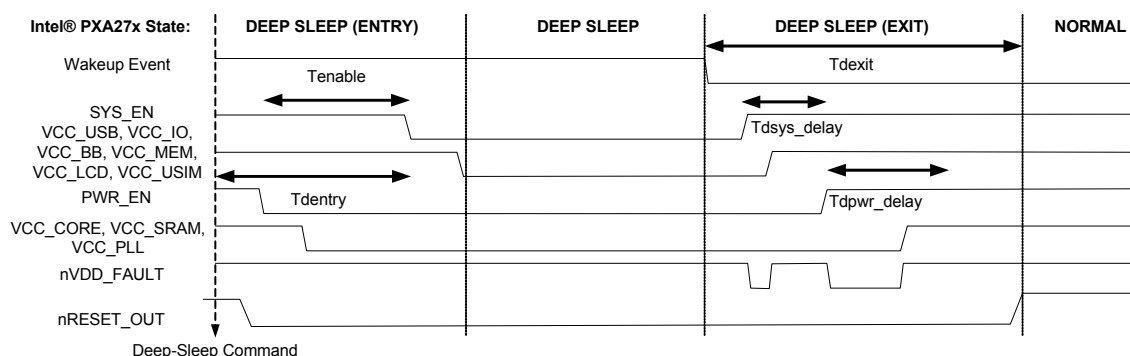 Intel® PXA27x State: DEEP SLEEP (ENTRY) DEEP SLEEP DEEP SLEEP (EXIT) NORMAL
Wakeup Event
Tenable
Tdexit
SYS_EN
VCC_USB, VCC_IO,
VCC_BB, VCC_MEM,
VCC_LCD, VCC_USIM
Tdsys_delay
PWR_EN
Tdentry
Tdpwr_delay
VCC_CORE, VCC_SRAM,
VCC_PLL
nVDD_FAULT
nRESET_OUT
Deep-Sleep Command